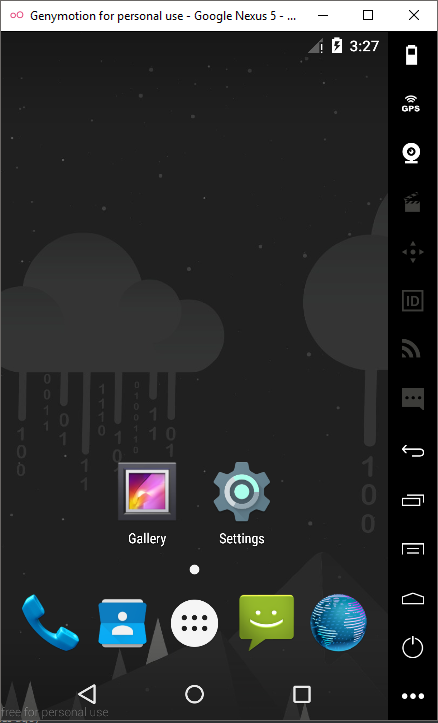 Genymotion for personal use - Google Nexus 5 - ...
3:27
GPS
ID
Gallery
Settings
free for personal use